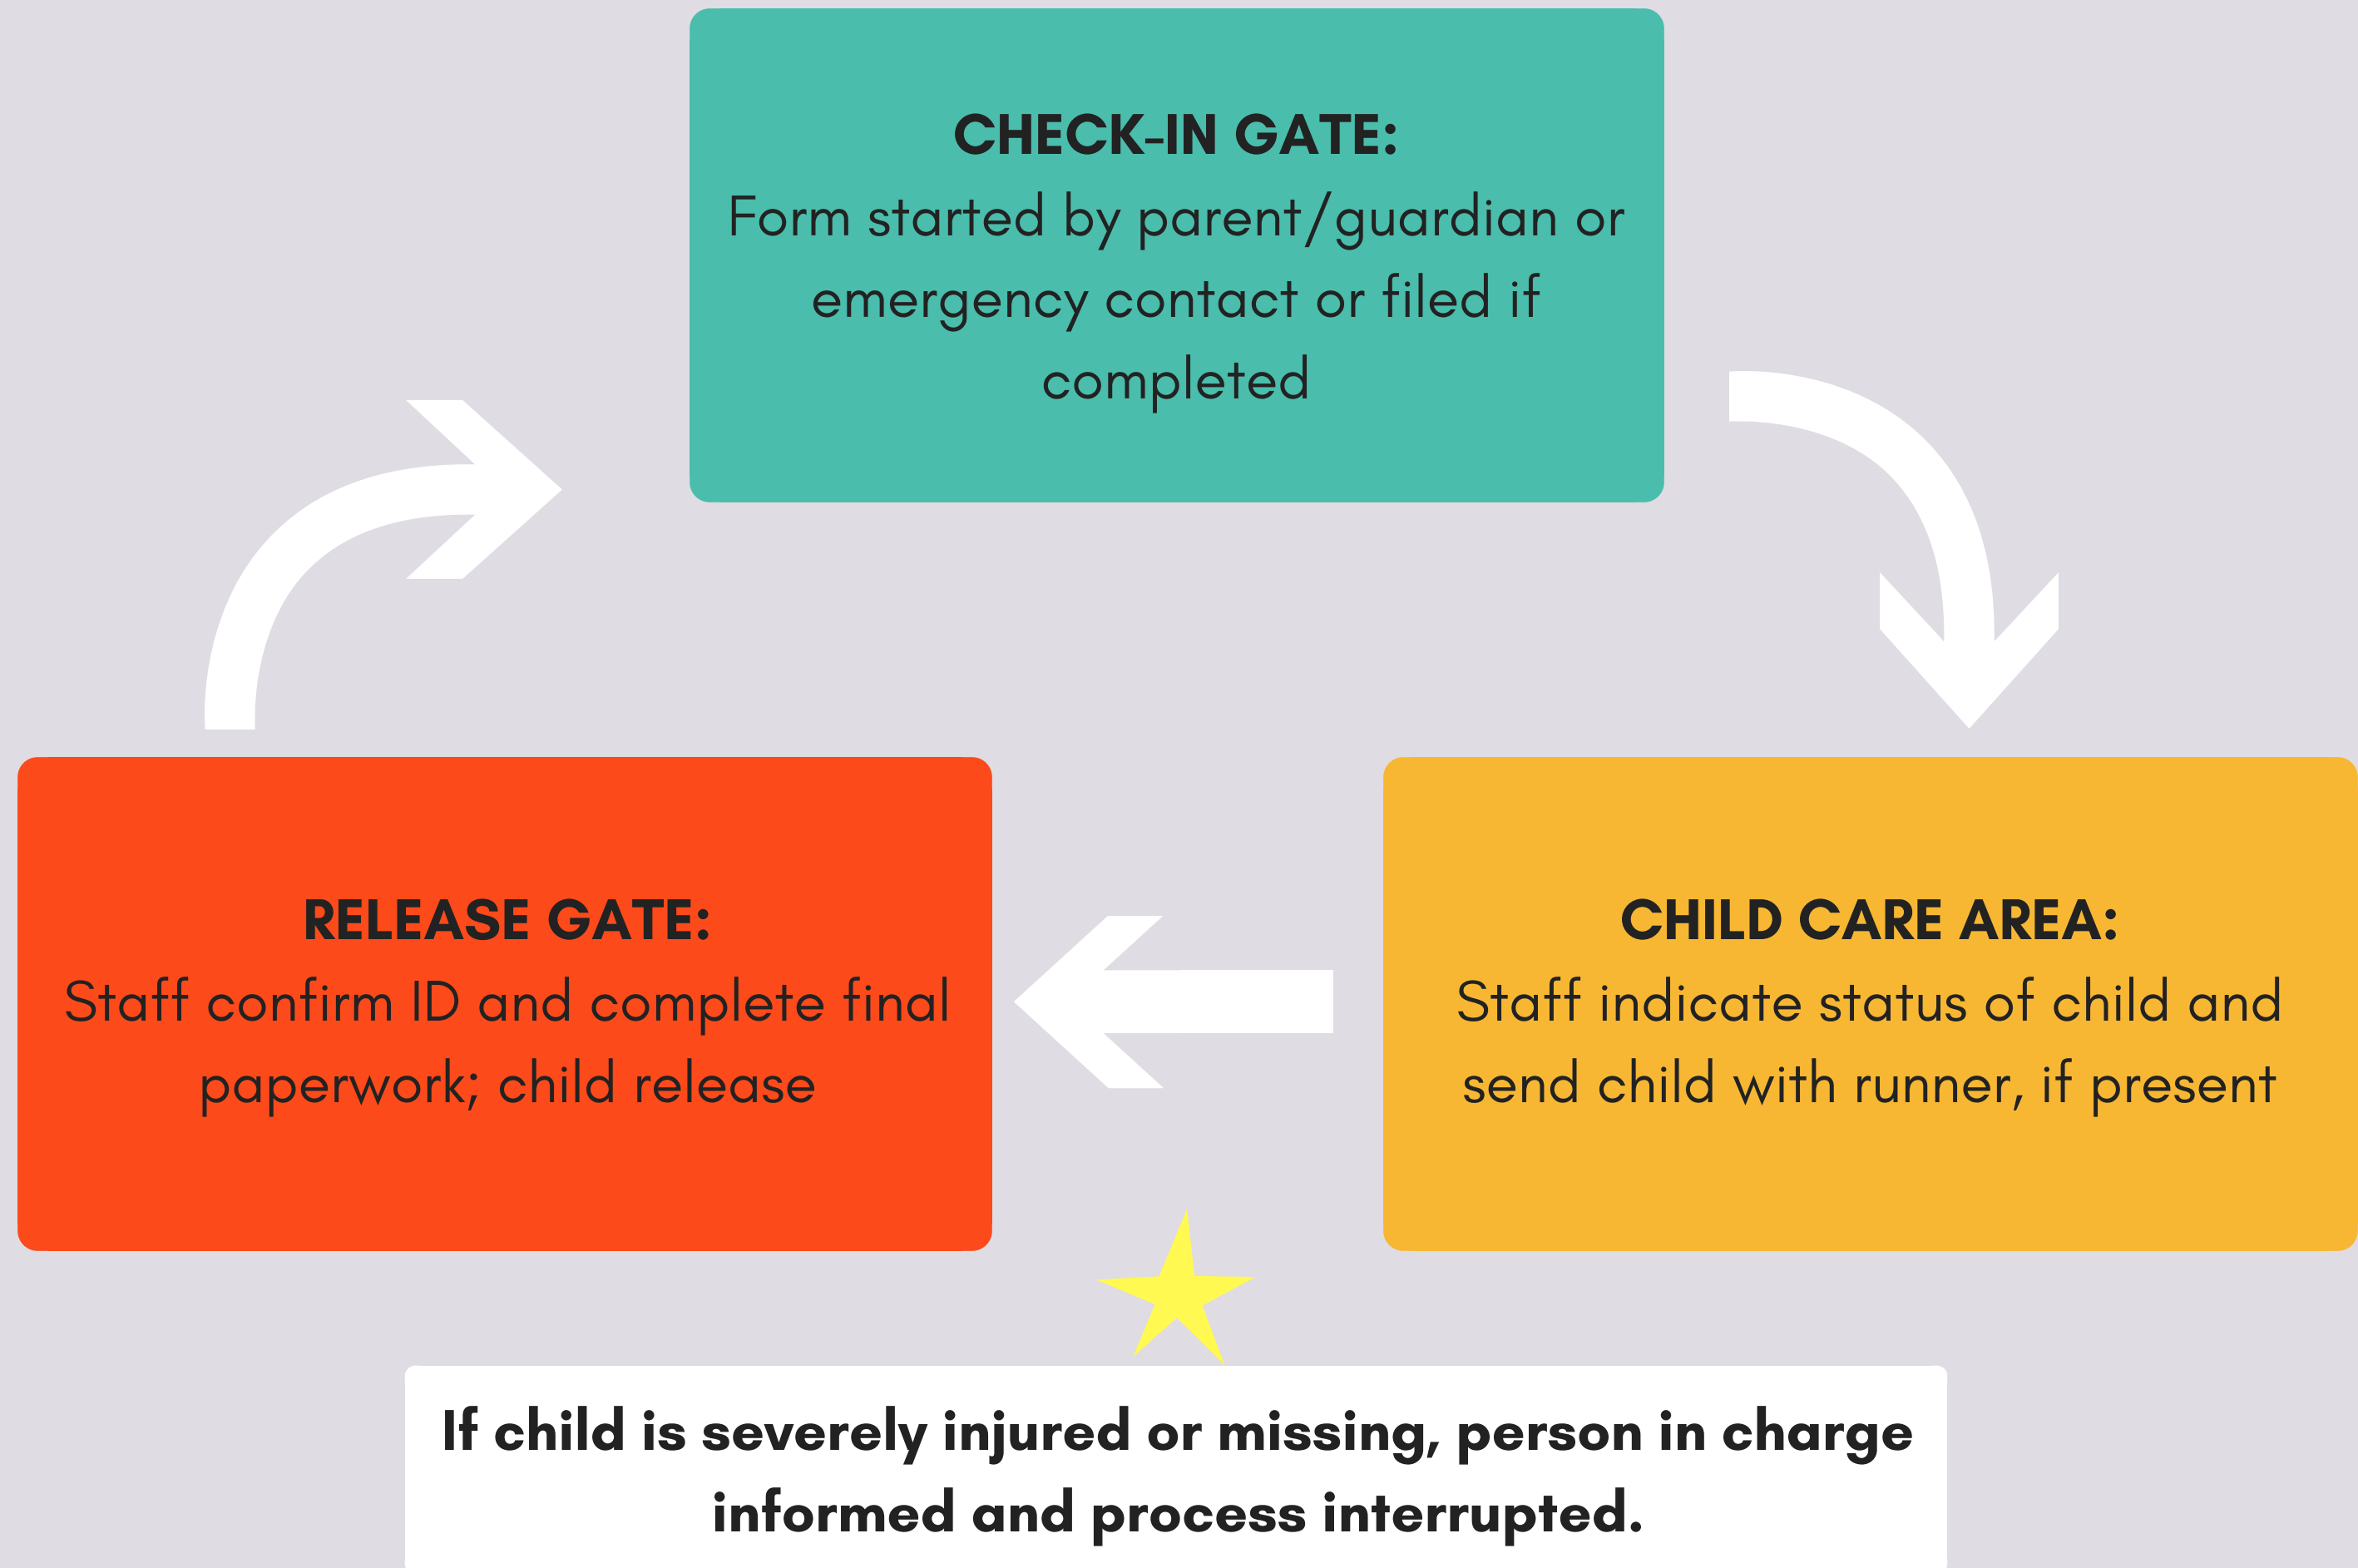 CHECK-IN GATE:
Form started by parent/guardian or
emergency contact or filed if
completed
RELEASE GATE:
Staff confirm ID and complete final
paperwork; child release
CHILD CARE AREA:
Staff indicate status of child and
send child with runner, if present
If child is severely injured or missing, person in charge
informed and process interrupted.